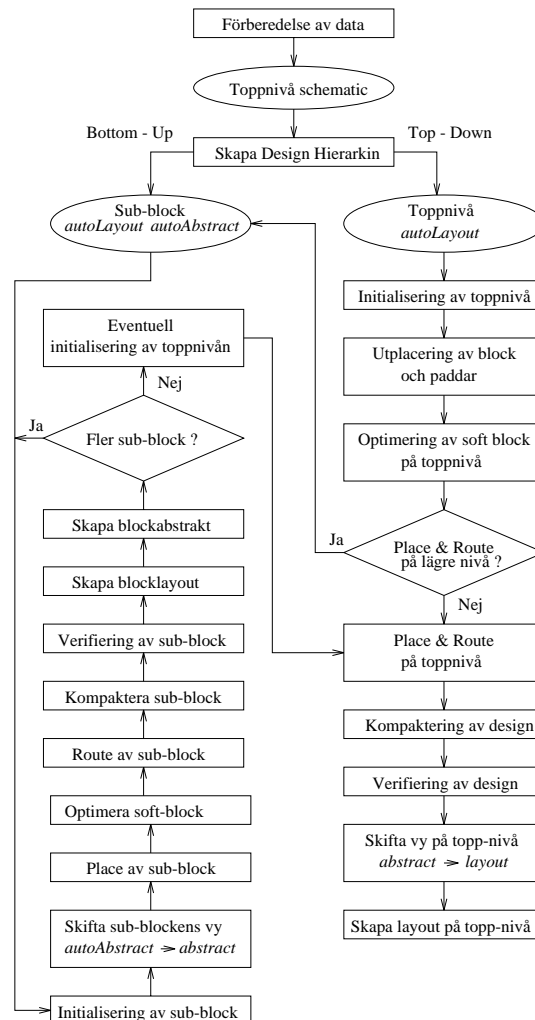 Förberedelse av data
Toppnivå schematic
Bottom - Up
Top - Down
Skapa Design Hierarkin
Sub-block
autoLayout autoAbstract
Toppnivå
autoLayout
Initialisering av toppnivå
Eventuell
initialisering av toppnivån
Utplacering av block
och paddar
Nej
Ja
Fler sub-block ?
Optimering av soft block
på toppnivå
Skapa blockabstrakt
Ja
Place & Route
på lägre nivå ?
Skapa blocklayout
Nej
Verifiering av sub-block
Place & Route
på toppnivå
Kompaktera sub-block
Kompaktering av design
Route av sub-block
Verifiering av design
Optimera soft-block
Skifta vy på topp-nivå
abstract → layout
Place av sub-block
Skifta sub-blockens vy
autoAbstract → abstract
Skapa layout på topp-nivå
Initialisering av sub-block